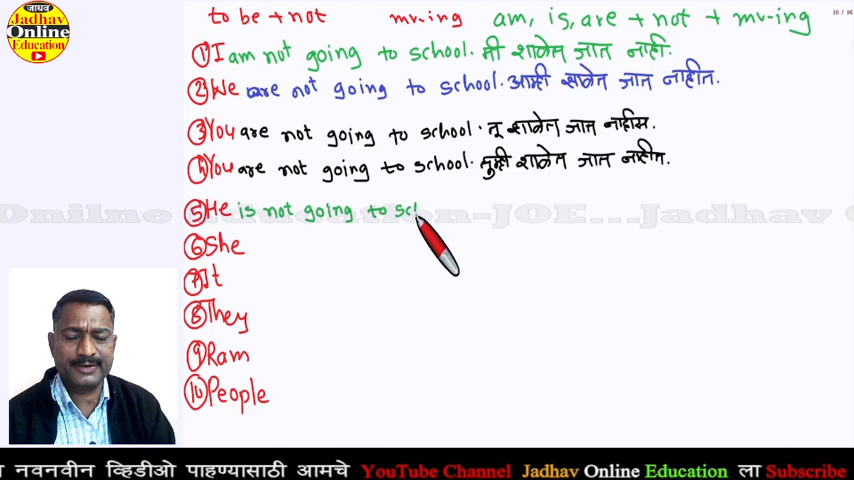 जाधव
Jadhav
Online
Education
to be + not mv-ing am, is, are + not + mv-ing
10 / 10
① I am not going to school. मी शाळेत जात नाही.
② We are not going to school. आम्ही शाळेत जात नाहीत.
③ You are not going to school. तू शाळेत जात नाहीस.
④ You are not going to school. तुम्ही शाळेत जात नाहीत.
⑤ He is not going to sc
Onilne Education-JOE...Jadhav O
⑥ She
⑦ It
⑧ They
⑨ Ram
⑩ People
नवनवीन व्हिडीओ पाहण्यासाठी आमचे YouTube Channel Jadhav Online Education ला Subscribe